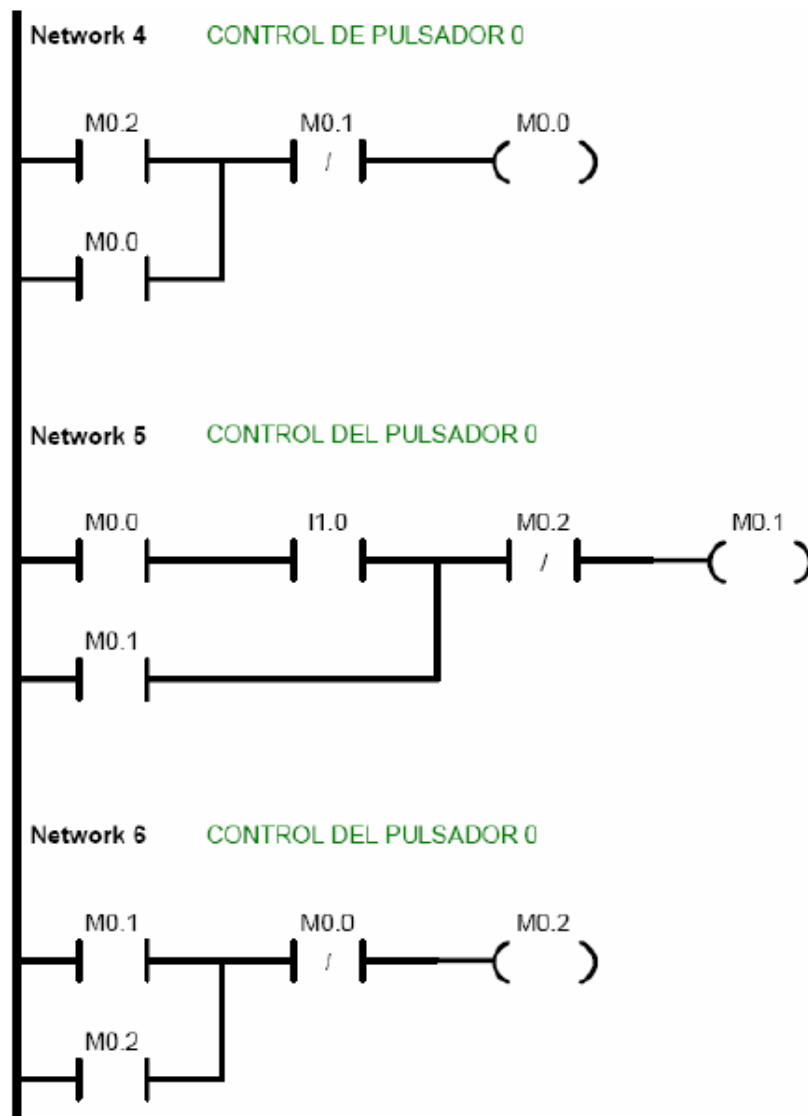 Network 4 CONTROL DE PULSADOR 0
M0.2 M0.1 M0.0
/
M0.0
Network 5 CONTROL DEL PULSADOR 0
M0.0 I1.0 M0.2 M0.1
/
M0.1
Network 6 CONTROL DEL PULSADOR 0
M0.1 M0.0 M0.2
/
M0.2